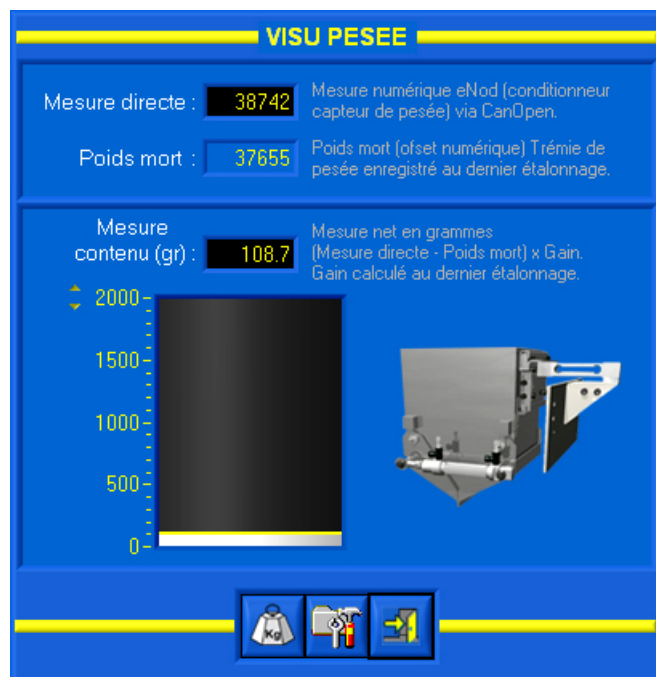 VISU PESEE
Mesure directe : 38742
Mesure numérique eNod (conditionneur
capteur de pesée) via CanOpen.
Poids mort : 37655
Poids mort (ofset numérique) Trémie de
pesée enregistré au dernier étalonnage.
Mesure
contenu (gr) : 108.7
Mesure net en grammes
(Mesure directe - Poids mort) x Gain.
Gain calculé au dernier étalonnage.
2000
1500
1000
500
0
Kg